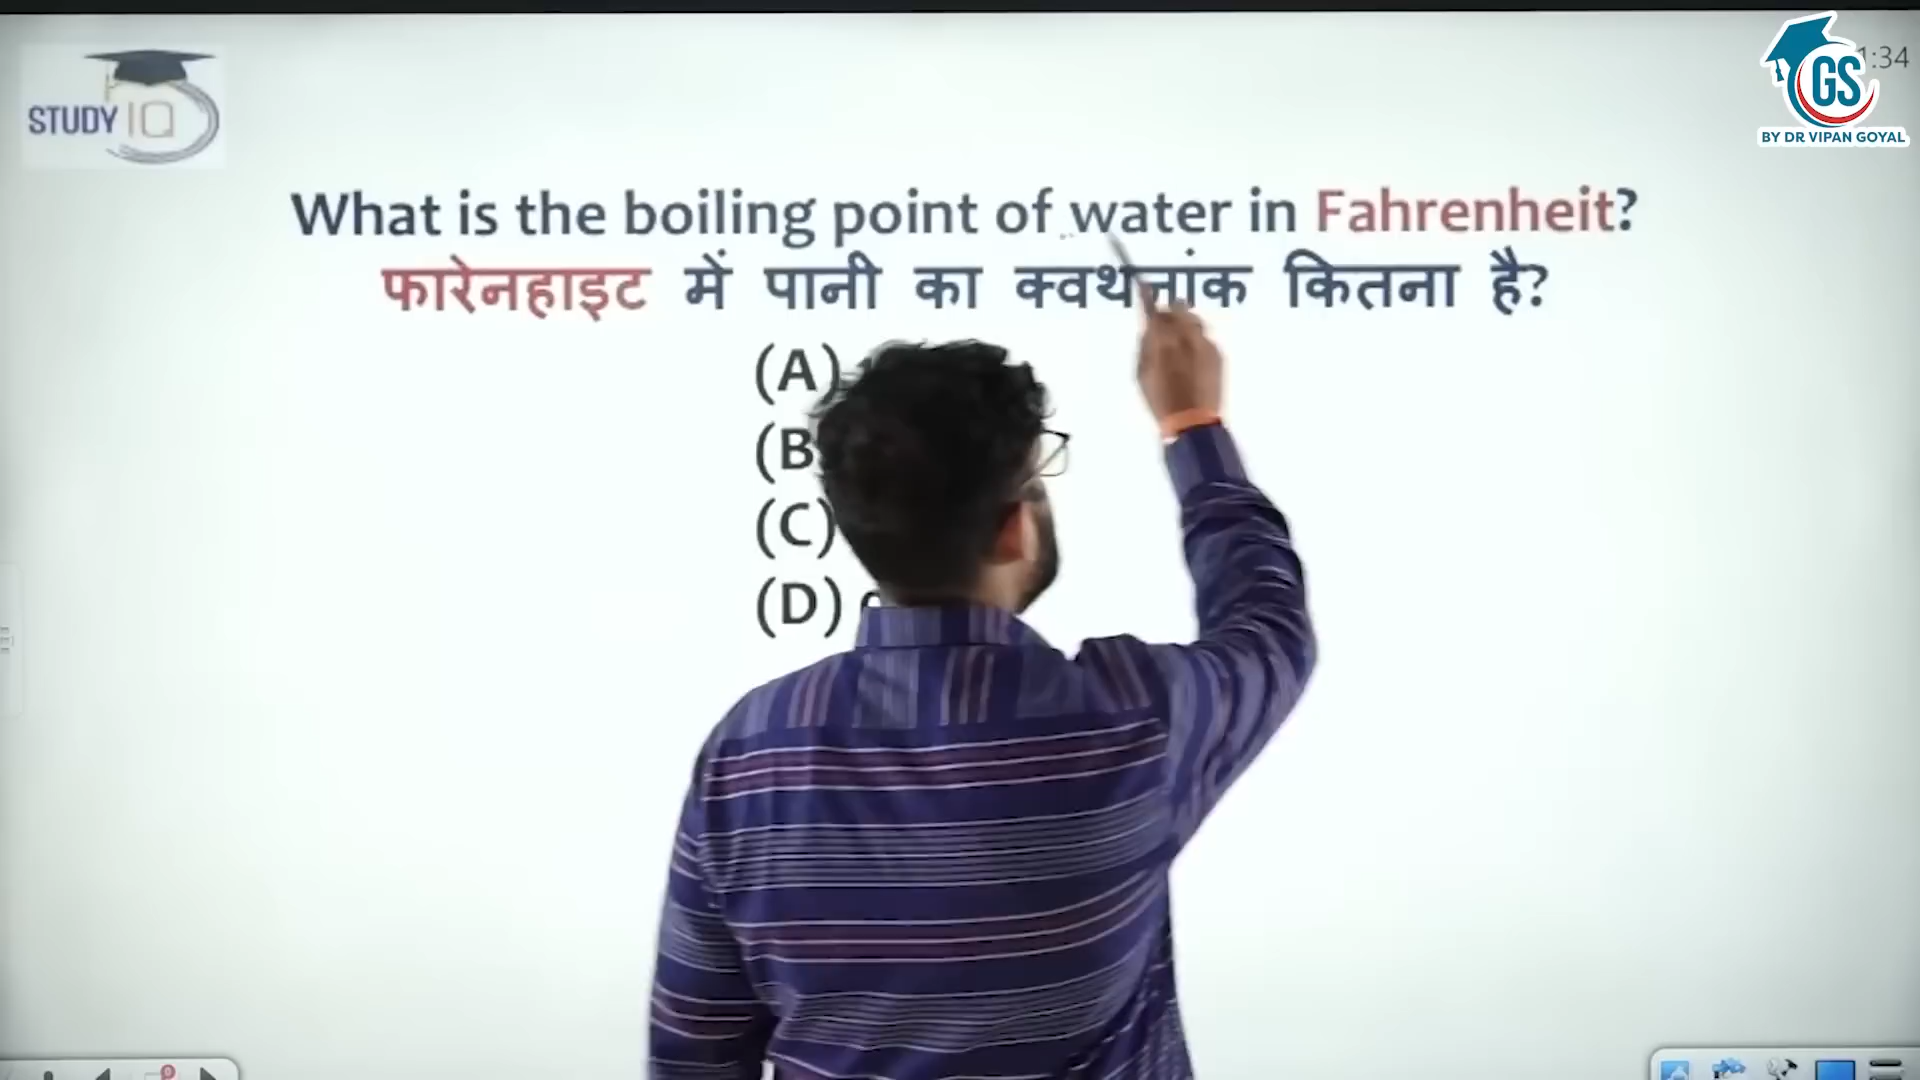 STUDY IQ
1:34
GS
BY DR VIPAN GOYAL
What is the boiling point of water in Fahrenheit?
फारेनहाइट में पानी का क्वथनांक कितना है?
(A)
(B
(C)
(D)